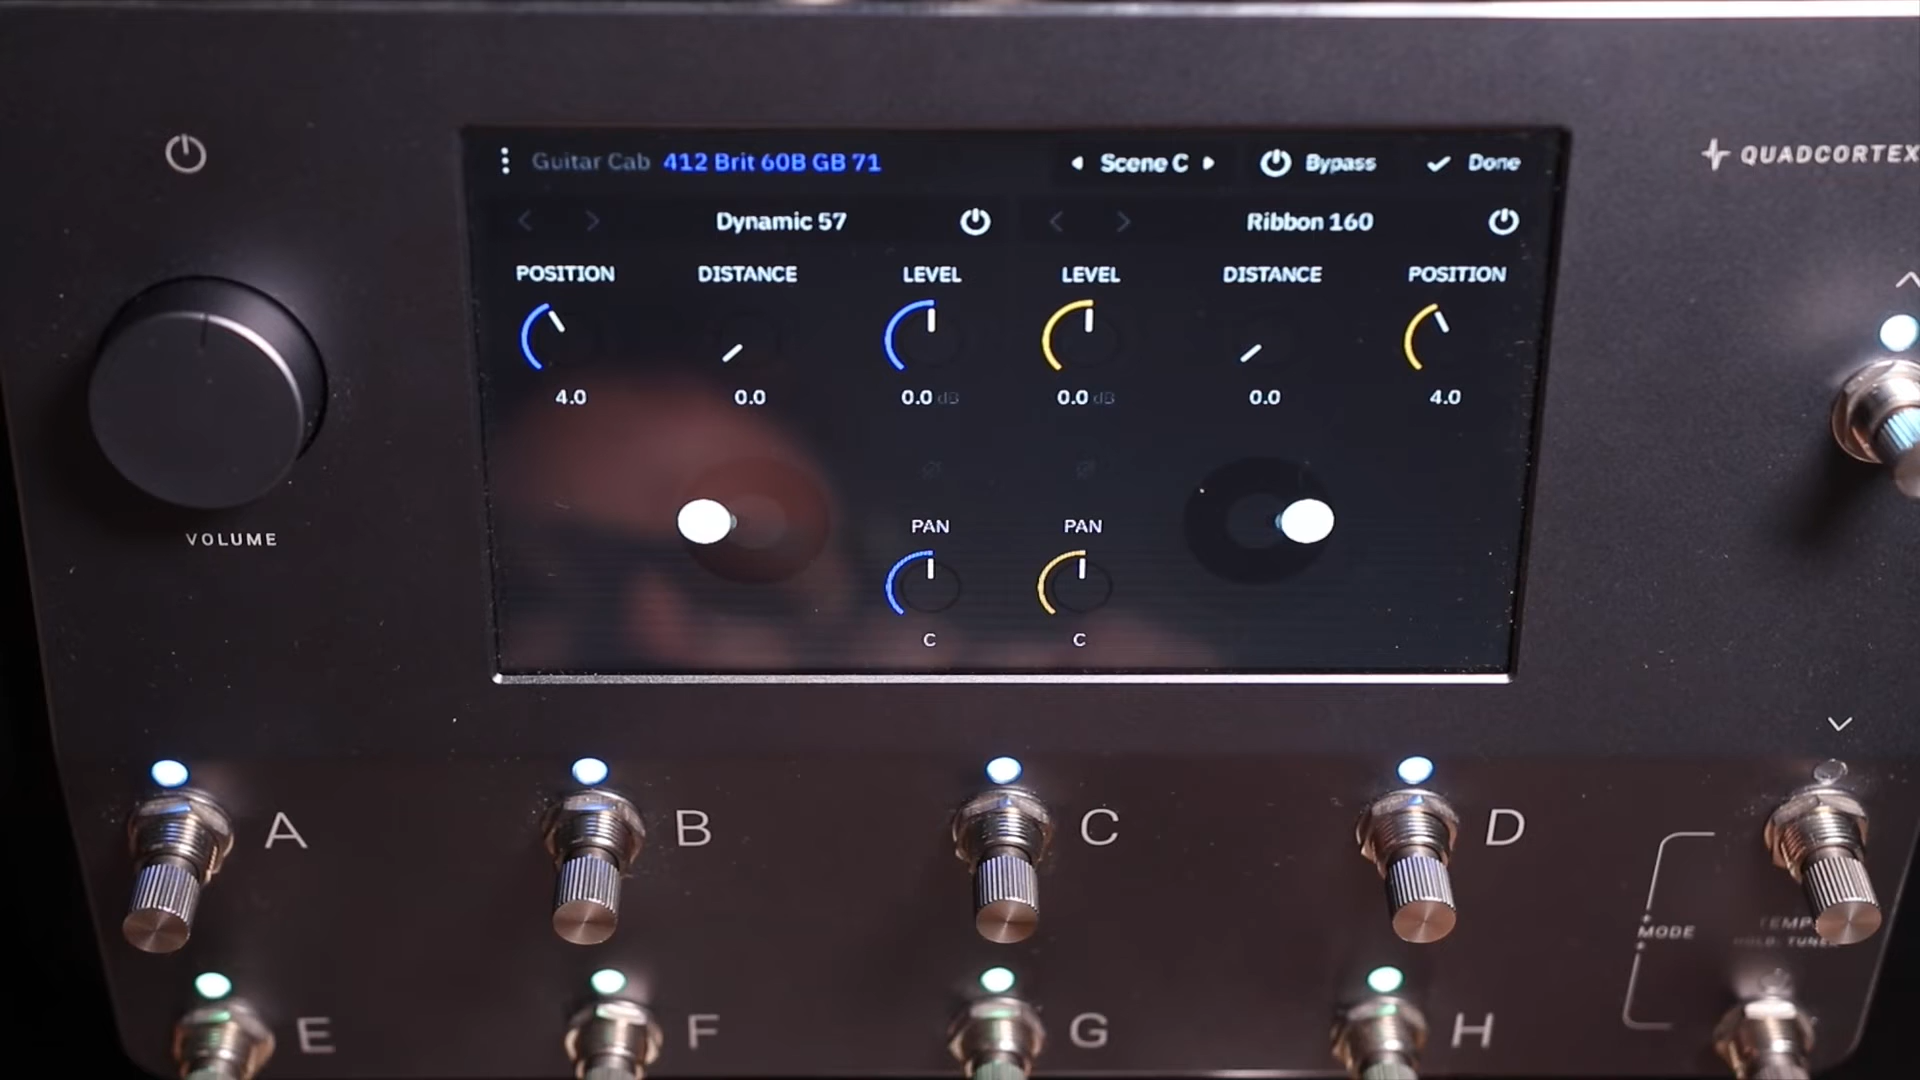 Guitar Cab 412 Brit 60B GB 71 Scene C Bypass Done
QUADCORTEX
Dynamic 57 Ribbon 160
POSITION DISTANCE LEVEL LEVEL DISTANCE POSITION
4.0 0.0 0.0 dB 0.0 dB 0.0 4.0
PAN PAN
C C
VOLUME
A B C D
MODE
HOLD: TUNER
E F G H